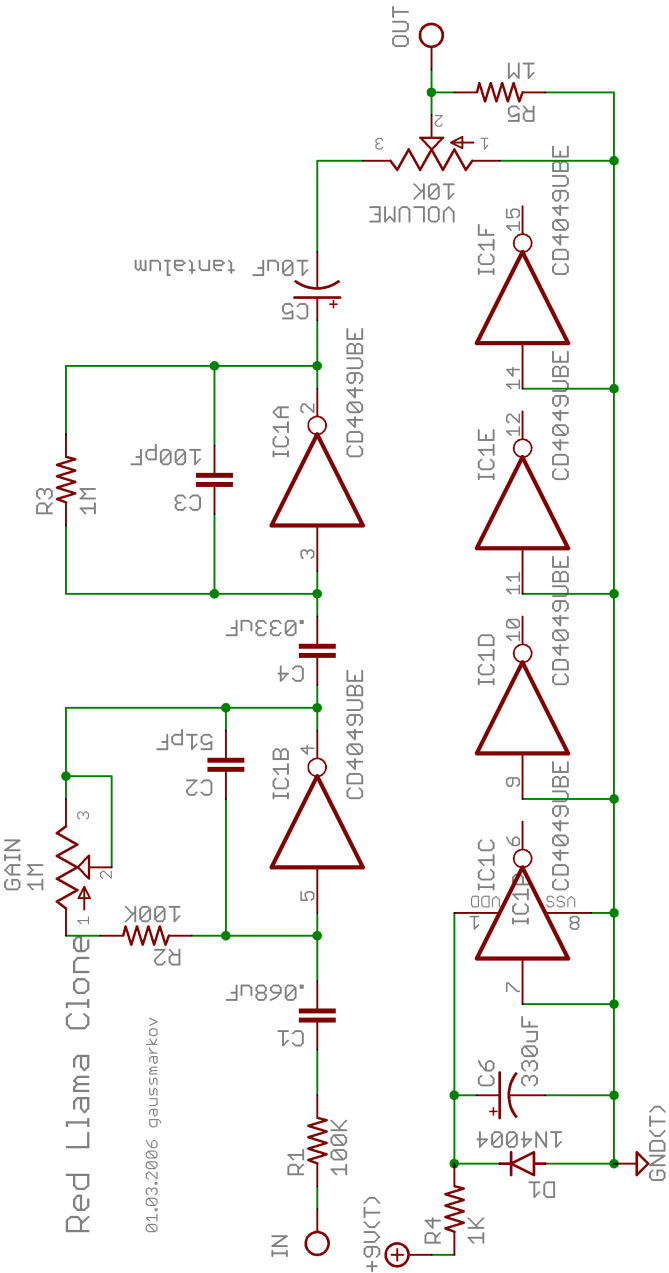 Red Llama Clone
01.03.2006 gaussmarkov
GAIN
1M
1
2
3
R2
100K
C2
51pF
IN
R1
100K
C1
.068uF
5
IC1B
4
CD4049UBE
C4
.033uF
R3
1M
C3
100pF
3
IC1A
2
CD4049UBE
C5
+
10uF tantalum
VOLUME
10K
3
2
1
OUT
R5
1M
+9V(T)
R4
1K
D1
1N4004
GND(T)
C6
+
330uF
7
IC1C
6
CD4049UBE
IC1P
1
VDD
VSS
8
9
IC1D
10
CD4049UBE
11
IC1E
12
CD4049UBE
14
IC1F
15
CD4049UBE